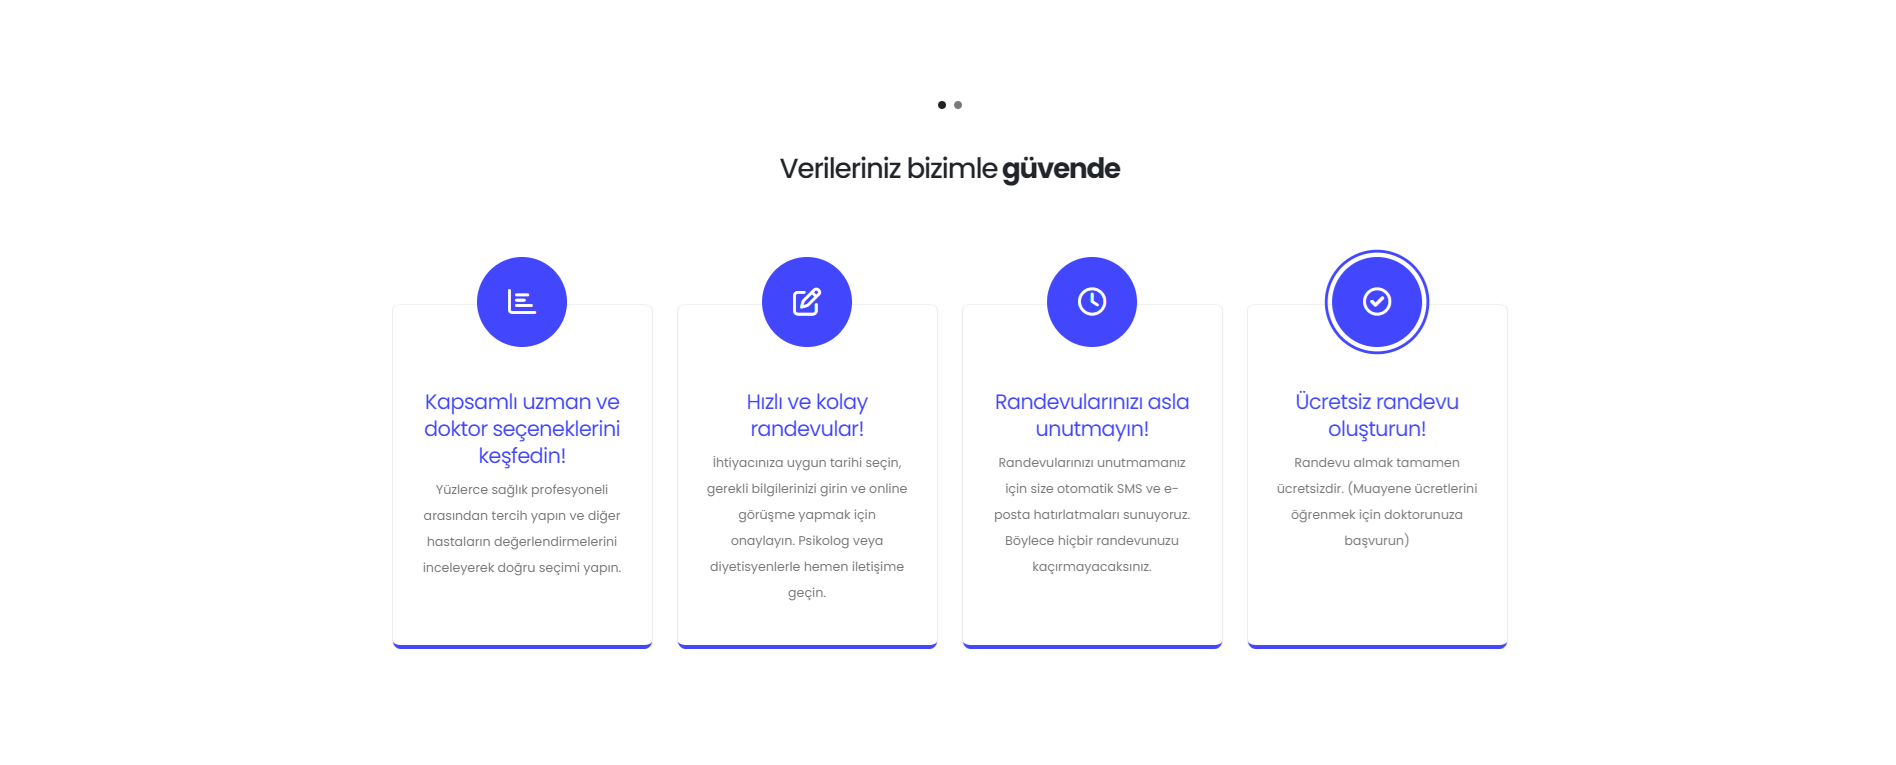 Verileriniz bizimle güvende
Kapsamlı uzman ve
doktor seçeneklerini
keşfedin!
Yüzlerce sağlık profesyoneli
arasından tercih yapın ve diğer
hastaların değerlendirmelerini
inceleyerek doğru seçimi yapın.
Hızlı ve kolay
randevular!
İhtiyacınıza uygun tarihi seçin,
gerekli bilgilerinizi girin ve online
görüşme yapmak için
onaylayın. Psikolog veya
diyetisyenlerle hemen iletişime
geçin.
Randevularınızı asla
unutmayın!
Randevularınızı unutmamanız
için size otomatik SMS ve e-
posta hatırlatmaları sunuyoruz.
Böylece hiçbir randevunuzu
kaçırmayacaksınız.
Ücretsiz randevu
oluşturun!
Randevu almak tamamen
ücretsizdir. (Muayene ücretlerini
öğrenmek için doktorunuza
başvurun)